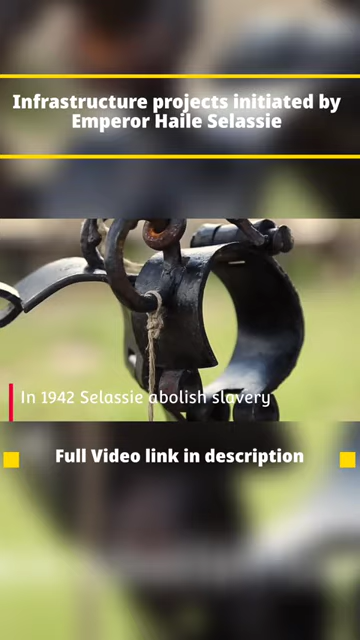 Infrastructure projects initiated by
Emperor Haile Selassie
In 1942 Selassie abolish slavery
Full Video link in description